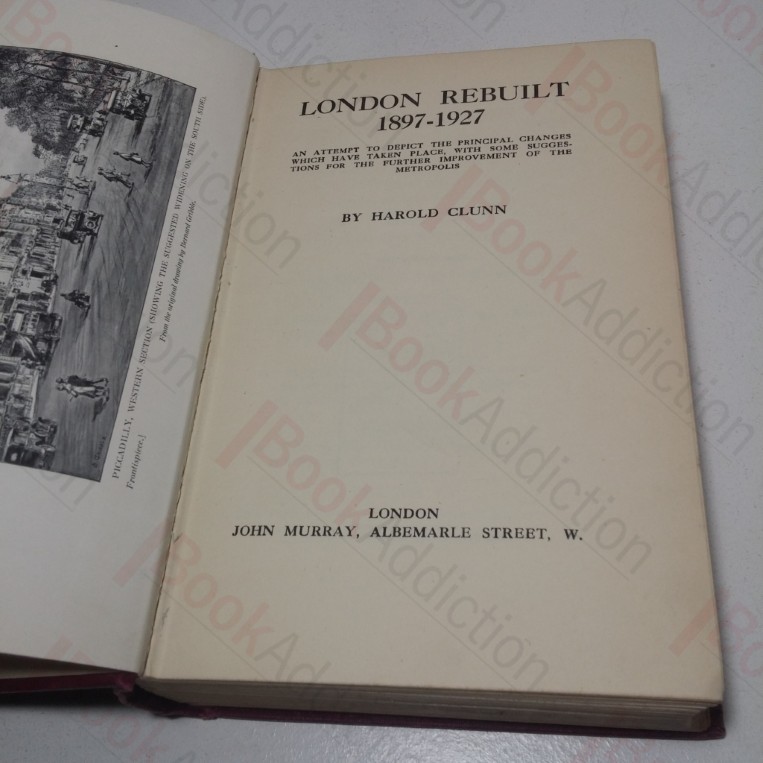 PICCADILLY, WESTERN SECTION (SHOWING THE SUGGESTED WIDENING ON THE SOUTH SIDE).
From the original drawing by Bernard Gribble.
Frontispiece.]
LONDON REBUILT
1897-1927
AN ATTEMPT TO DEPICT THE PRINCIPAL CHANGES
WHICH HAVE TAKEN PLACE, WITH SOME SUGGES-
TIONS FOR THE FURTHER IMPROVEMENT OF THE
METROPOLIS
BY HAROLD CLUNN
LONDON
JOHN MURRAY, ALBEMARLE STREET, W.
BookAddiction